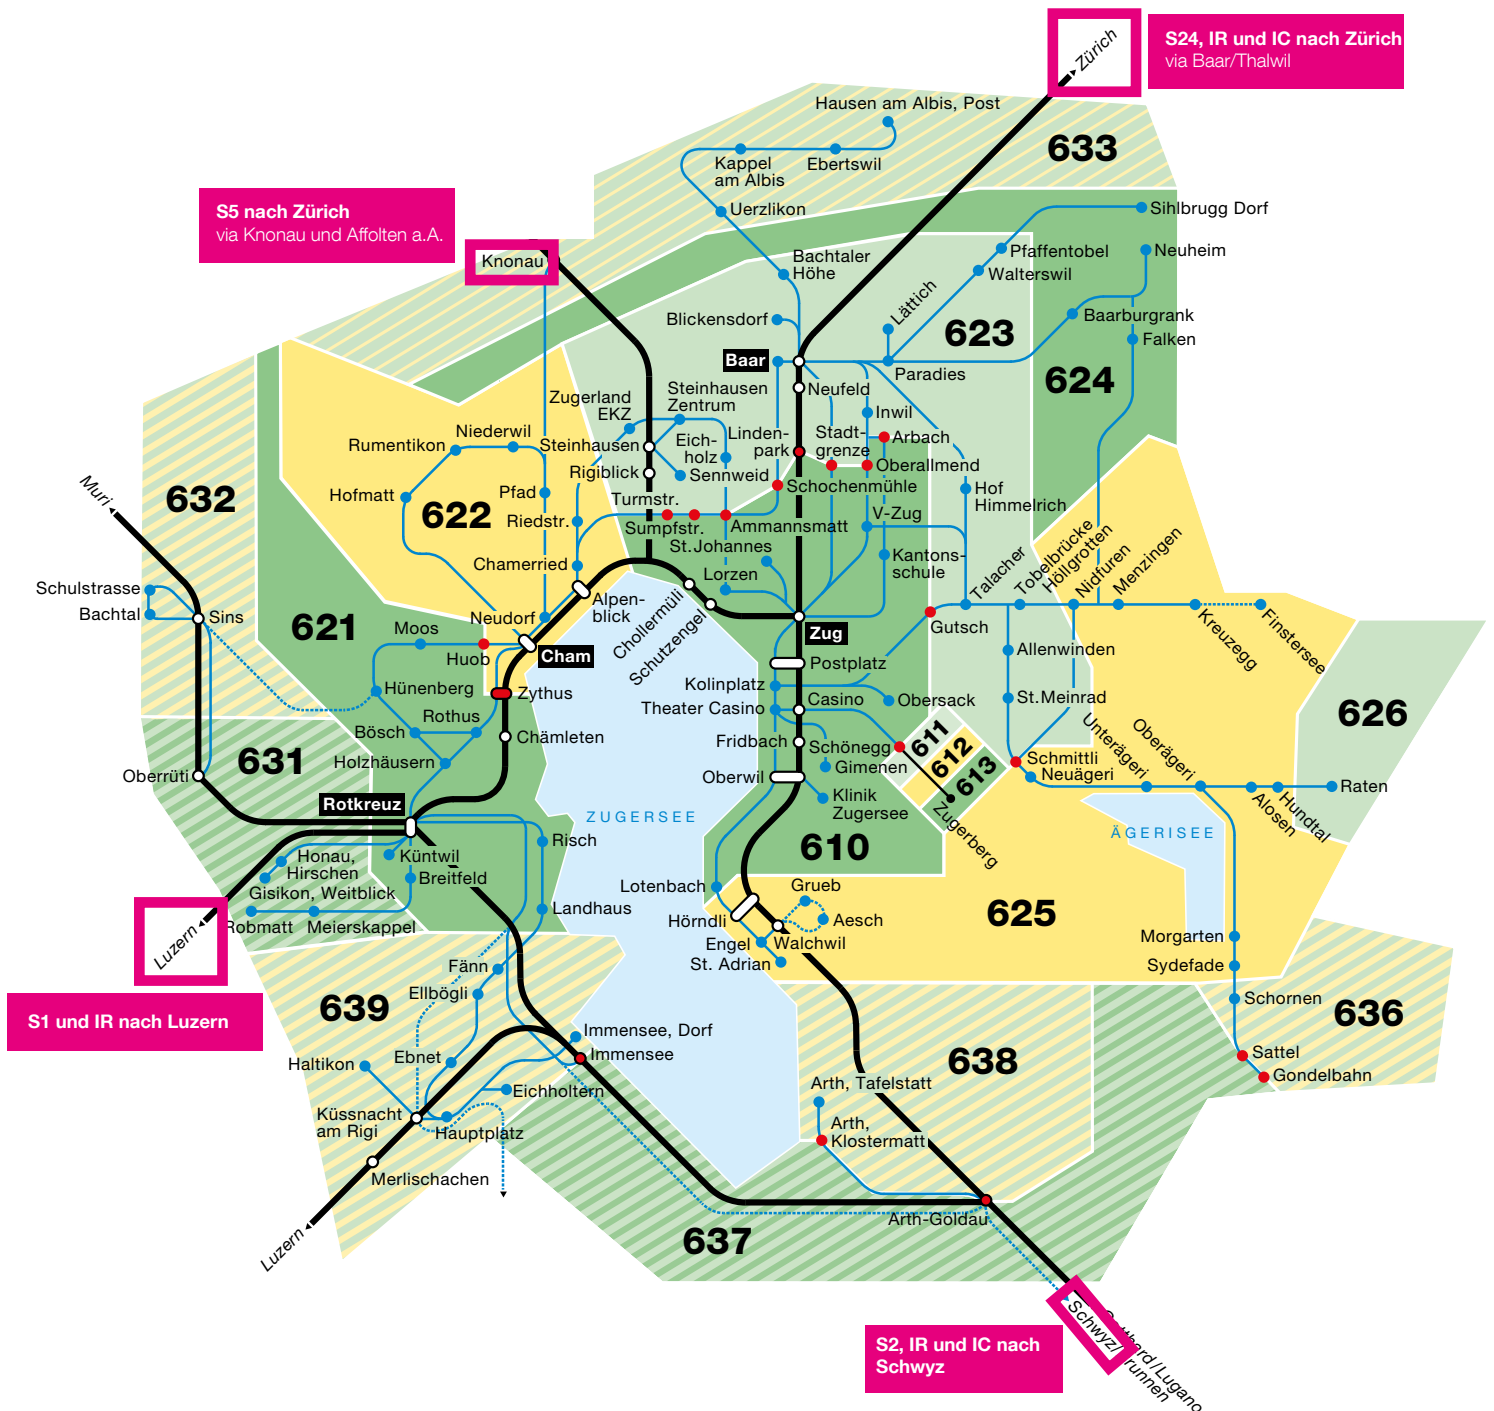 Zürich
S24, IR und IC nach Zürich
via Baar/Thalwil
Hausen am Albis, Post
633
Kappel
am Albis
Ebertswil
S5 nach Zürich
via Knonau und Affolten a.A.
Uerzlikon
Sihlbrugg Dorf
Knonau
Bachtaler
Höhe
Pfaffentobel
Neuheim
Walterswil
Lättich
Blickensdorf
623
Baarburgrank
Falken
Baar
Paradies
624
Neufeld
Zugerland
EKZ
Steinhausen
Zentrum
Inwil
Rumentikon
Niederwil
Steinhausen
Eich-
holz
Linden-
park
Stadt-
grenze
Arbach
Rigiblick
Sennweid
Oberallmend
Muri
632
Hofmatt
622
Pfad
Turmstr.
Schochenmühle
Hof
Himmelrich
Riedstr.
Sumpfstr.
Ammannsmatt
V-Zug
St.Johannes
Kantons-
schule
Chamerried
Lorzen
Talacher
Tobelbrücke
Höllgrotten
Nidfuren
Menzingen
Schulstrasse
Bachtal
Sins
621
Moos
Neudorf
Alpen-
blick
Chollermüli
Schutzengel
Zug
Gutsch
Kreuzegg
Finstersee
Huob
Cham
Postplatz
Allenwinden
Hünenberg
Zythus
Kolinplatz
Theater Casino
Casino
Obersack
St.Meinrad
626
Rothus
Bösch
Chämleten
Fridbach
Schönegg
611
612
613
Unterägeri
Oberägeri
Holzhäusern
Oberwil
Gimenen
Schmittli
Neuägeri
Oberrüti
631
Raten
Alosen
Hundtal
Rotkreuz
Klinik
Zugersee
Zugerberg
ZUGERSEE
ÄGERISEE
Risch
610
Honau,
Hirschen
Küntwil
Gisikon, Weitblick
Breitfeld
Lotenbach
Grueb
Robmatt
Meierskappel
Landhaus
Hörndli
Aesch
625
Luzern
Engel
Walchwil
Morgarten
St. Adrian
Sydefade
Fänn
Ellbögli
639
Schornen
636
S1 und IR nach Luzern
Immensee, Dorf
Immensee
638
Sattel
Gondelbahn
Haltikon
Ebnet
Eichholtern
Arth, Tafelstatt
Küssnacht
am Rigi
Hauptplatz
Arth,
Klostermatt
Merlischachen
Luzern
637
Arth-Goldau
Schwyz/
S2, IR und IC nach
Schwyz